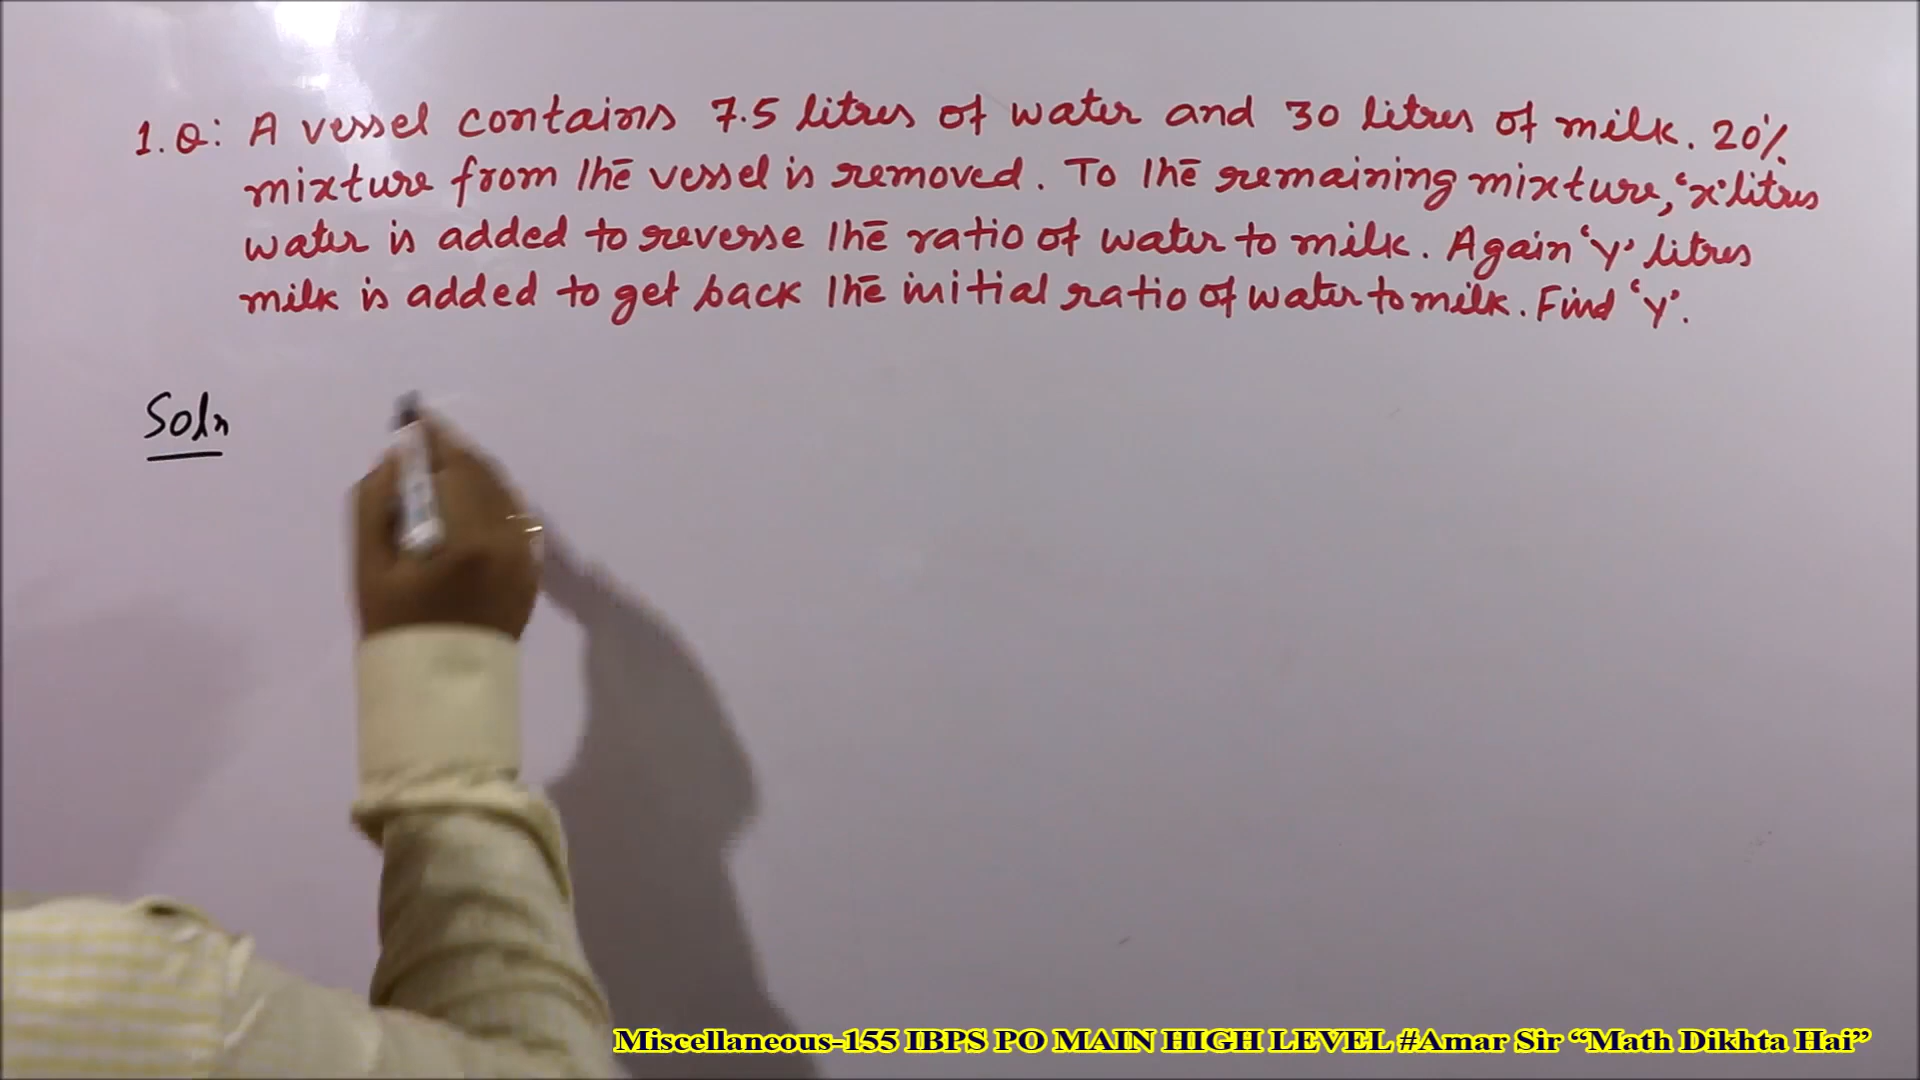 1. Q: A vessel contains 7.5 litres of water and 30 litres of milk. 20%
mixture from the vessel is removed. To the remaining mixture, 'x' litres
water is added to reverse the ratio of water to milk. Again 'y' litres
milk is added to get back the initial ratio of water to milk. Find 'y'.
Soln
Miscellaneous-155 IBPS PO MAIN HIGH LEVEL #Amar Sir “Math Dikhta Hai”